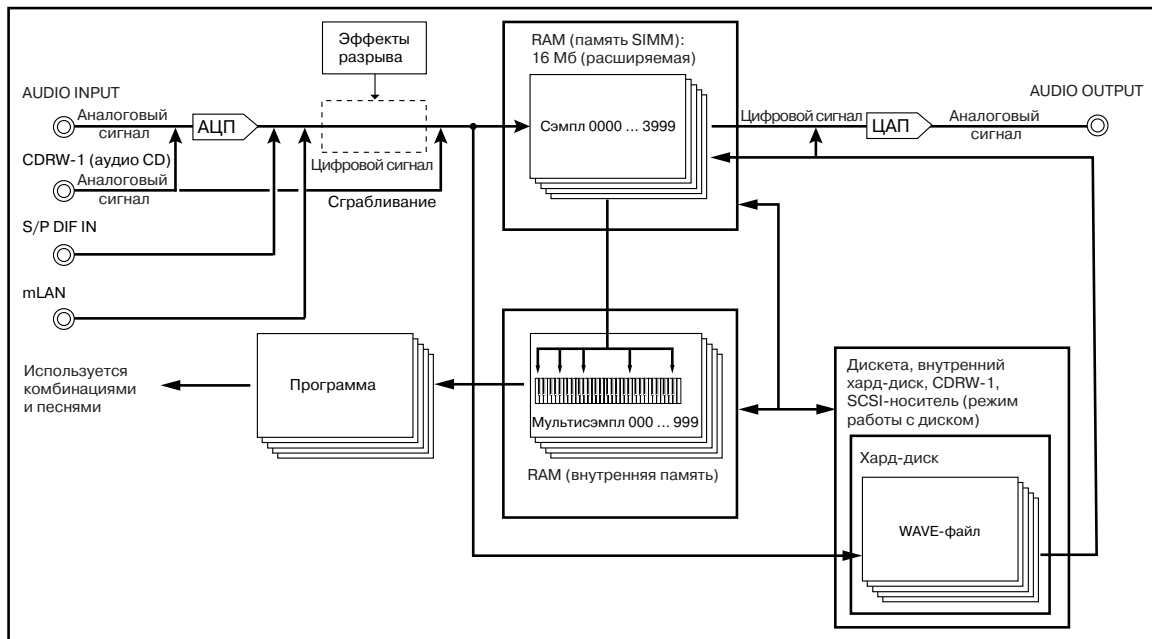 Эффекты
разрыва
RAM (память SIMM):
16 Мб (расширяемая)
AUDIO INPUT
Аналоговый
сигнал
АЦП
Цифровой сигнал
Сэмпл 0000 ... 3999
Цифровой сигнал
ЦАП
Аналоговый
сигнал
AUDIO OUTPUT
CDRW-1 (аудио CD)
Аналоговый
сигнал
Сграбливание
S/P DIF IN
mLAN
Используется
комбинациями
и песнями
Программа
Мультисэмпл 000 ... 999
RAM (внутренняя память)
Дискета, внутренний
хард-диск, CDRW-1,
SCSI-носитель (режим
работы с диском)
Хард-диск
WAVE-файл